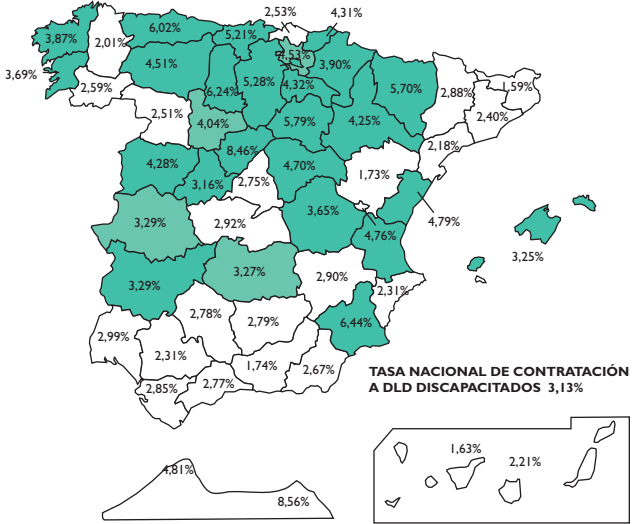 2,53% 4,31%
6,02% 5,21%
3,87% 2,01%
4,53% 3,90%
4,51%
3,69% 5,28% 5,70% 1,59%
2,59% 6,24% 4,32% 2,88%
2,51% 4,04% 5,79% 4,25% 2,40%
8,46% 2,18%
4,28% 4,70% 1,73%
3,16% 2,75%
3,65% 4,79%
3,29% 2,92% 4,76%
3,25%
3,27% 2,90%
3,29% 2,31%
2,78% 2,79% 6,44%
2,99%
2,31% 1,74% 2,67%
2,85% 2,77%
TASA NACIONAL DE CONTRATACIÓN
A DLD DISCAPACITADOS 3,13%
1,63% 2,21%
4,81%
8,56%